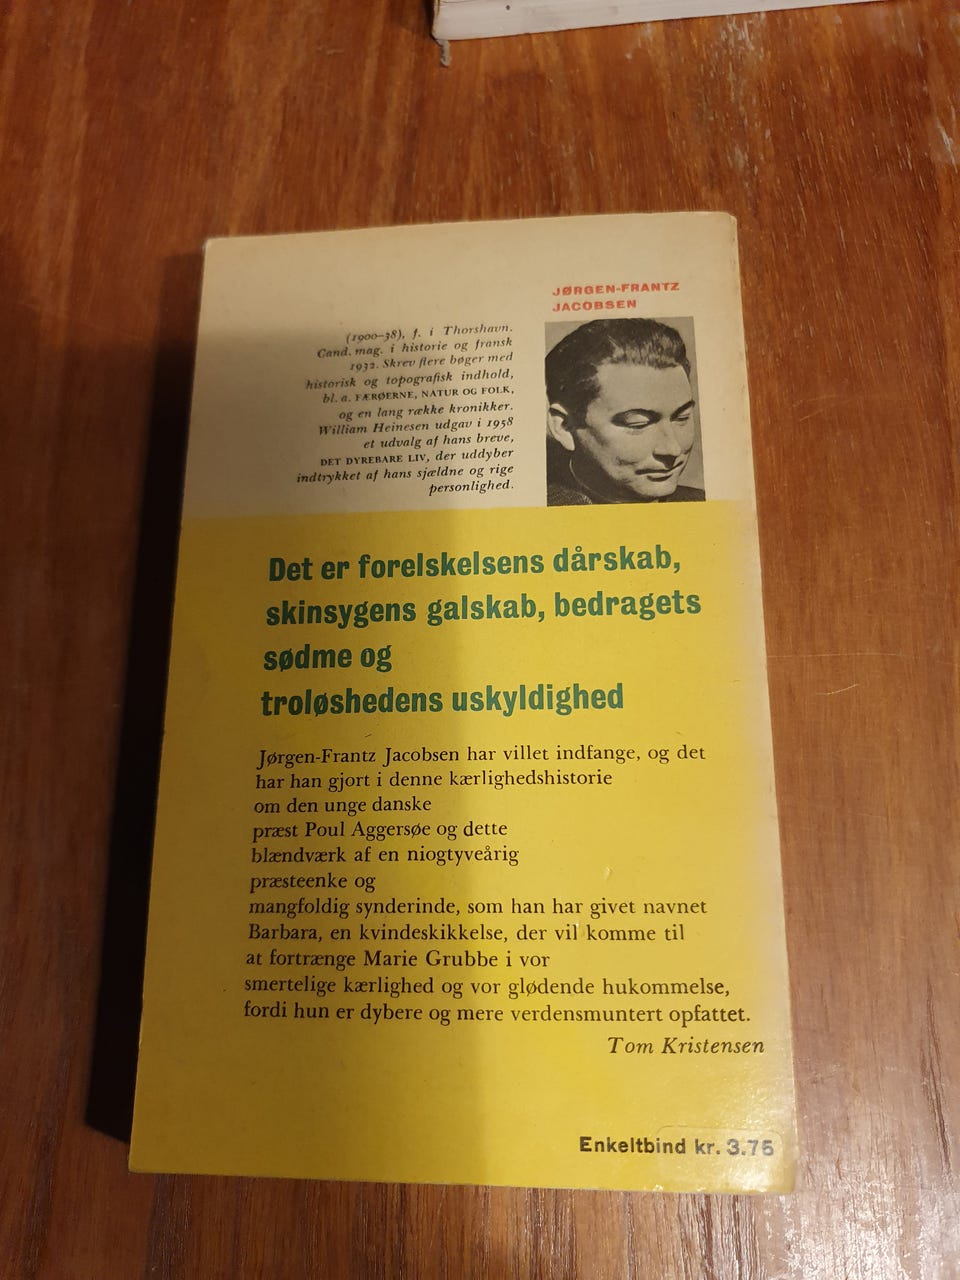 JØRGEN-FRANTZ
JACOBSEN
(1900-38), f. i Thorshavn.
Cand. mag. i historie og fransk
1932. Skrev flere bøger med
historisk og topografisk indhold,
bl. a. FÆRØERNE, NATUR OG FOLK,
og en lang række kronikker.
William Heinesen udgav i 1958
et udvalg af hans breve,
DET DYREBARE LIV, der uddyber
indtrykket af hans sjældne og rige
personlighed.
Det er forelskelsens dårskab,
skinsygens galskab, bedragets
sødme og
troløshedens uskyldighed
Jørgen-Frantz Jacobsen har villet indfange, og det
har han gjort i denne kærlighedshistorie
om den unge danske
præst Poul Aggersøe og dette
blændværk af en niogtyveårig
præsteenke og
mangfoldig synderinde, som han har givet navnet
Barbara, en kvindeskikkelse, der vil komme til
at fortrænge Marie Grubbe i vor
smertelige kærlighed og vor glødende hukommelse,
fordi hun er dybere og mere verdensmuntert opfattet.
Tom Kristensen
Enkeltbind kr. 3.75